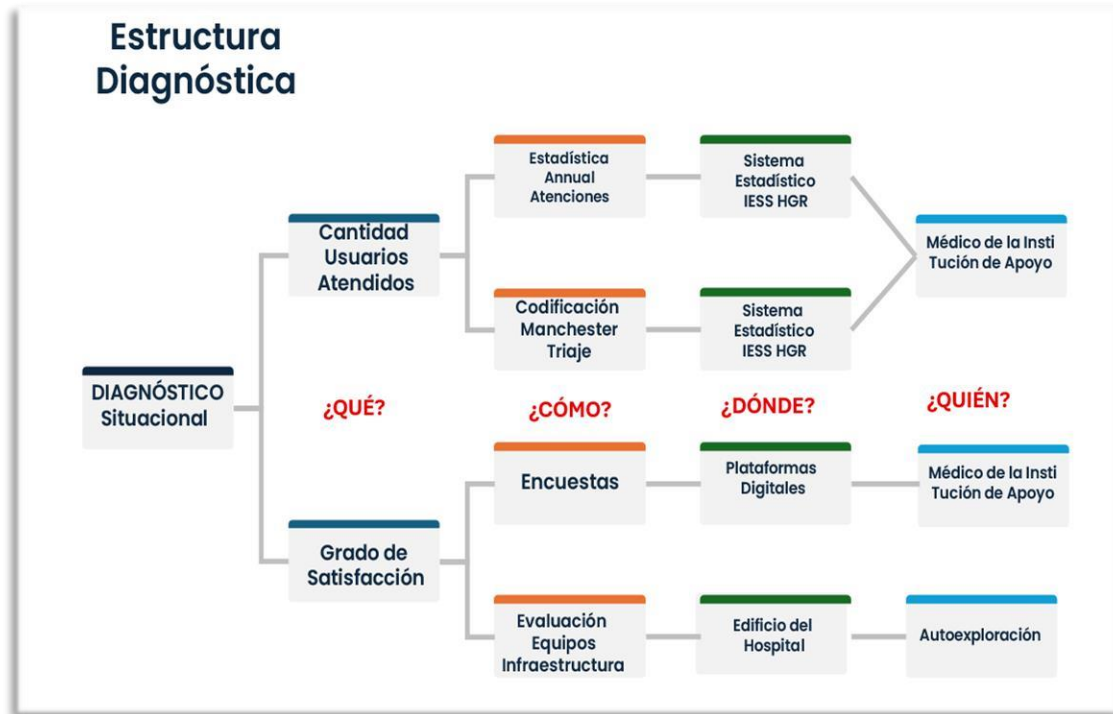 Estructura
Diagnóstica
Estadística
Annual
Atenciones
Sistema
Estadístico
IESS HGR
Cantidad
Usuarios
Atendidos
Médico de la Insti
Tución de Apoyo
Codificación
Manchester
Triaje
Sistema
Estadístico
IESS HGR
DIAGNÓSTICO
Situacional
¿QUÉ?
¿CÓMO?
¿DÓNDE?
¿QUIÉN?
Encuestas
Plataformas
Digitales
Médico de la Insti
Tución de Apoyo
Grado de
Satisfacción
Evaluación
Equipos
Infraestructura
Edificio del
Hospital
Autoexploración